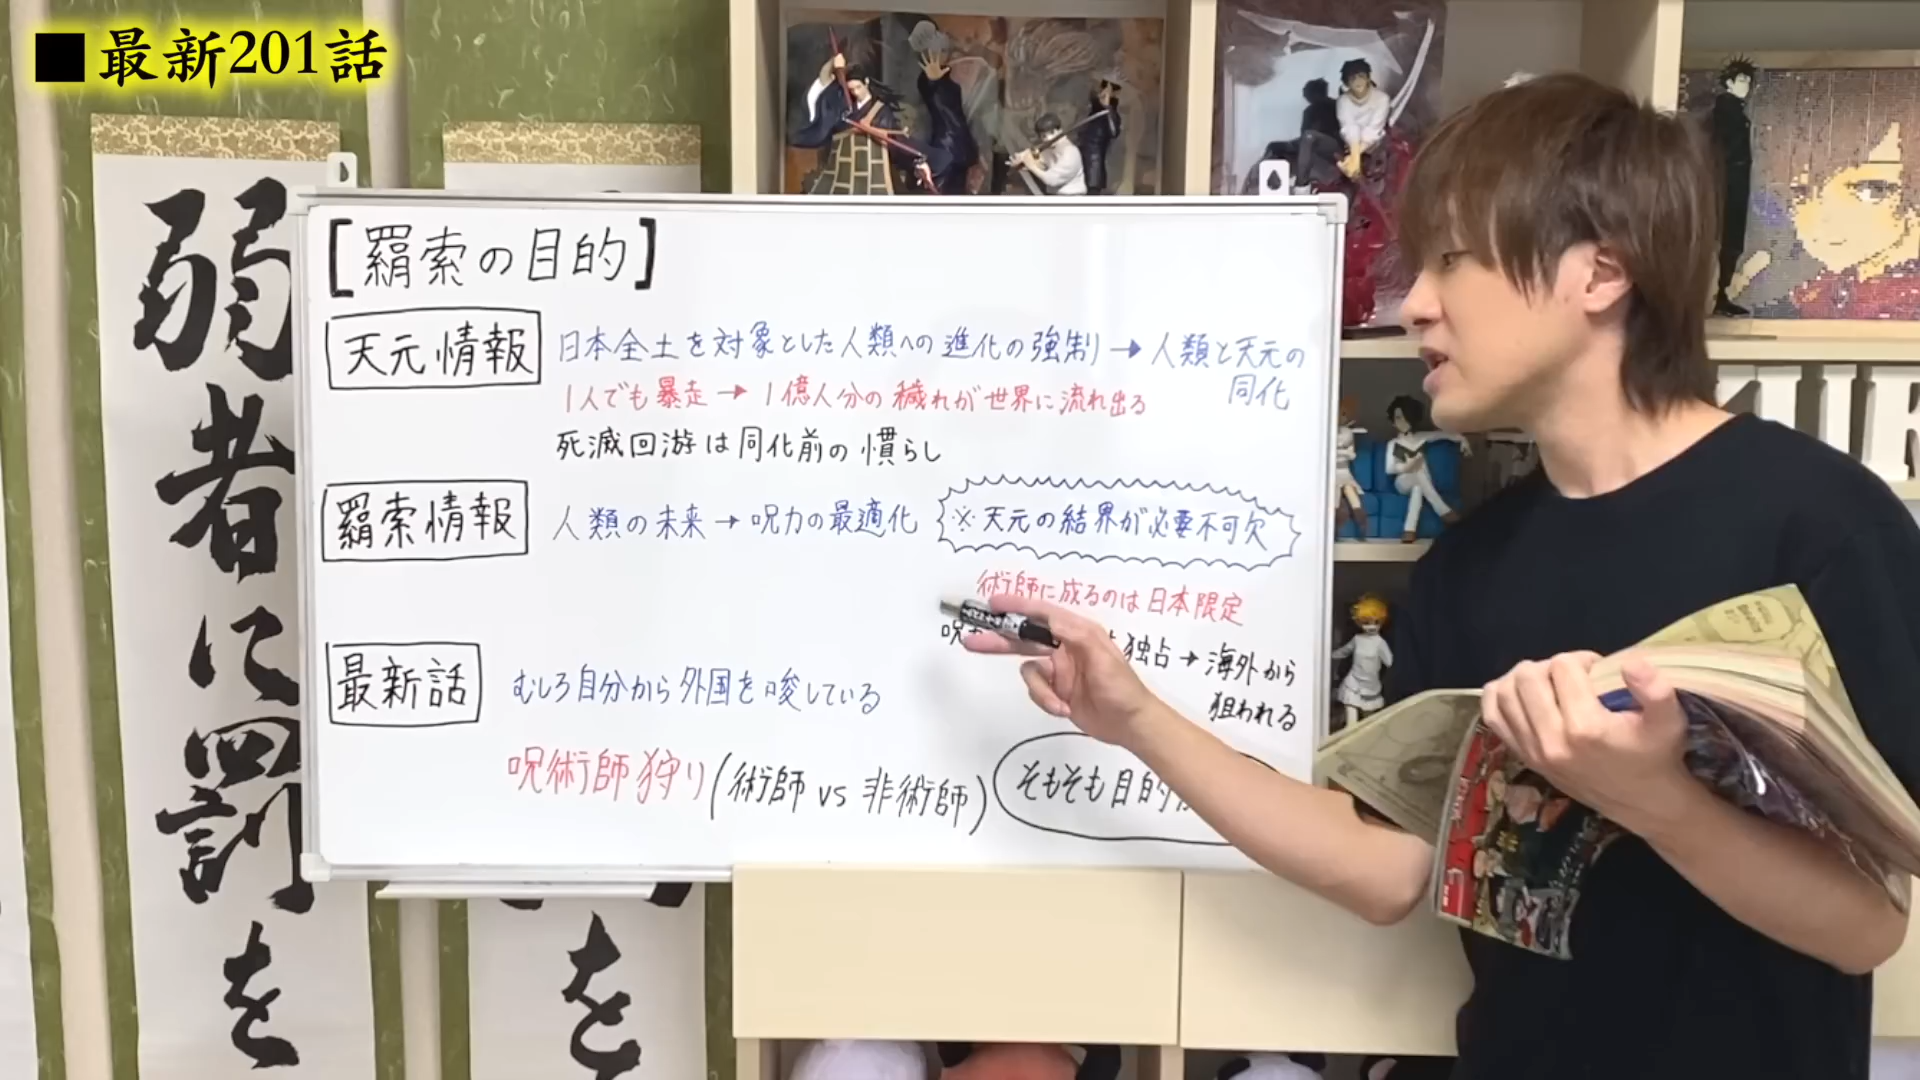 ■最新201話
弱者に罰を
を
[羂索の目的]
天元情報
日本全土を対象とした人類への進化の強制→人類と天元の
同化
1人でも暴走→1億人分の穢れが世界に流れ出る
死滅回游は同化前の慣らし
羂索情報
人類の未来→呪力の最適化
※天元の結界が必要不可欠
術師に成るのは日本限定
呪 独占→海外から
狙われる
最新話
むしろ自分から外国を唆している
呪術師狩り(術師 vs 非術師)
そもそも目的